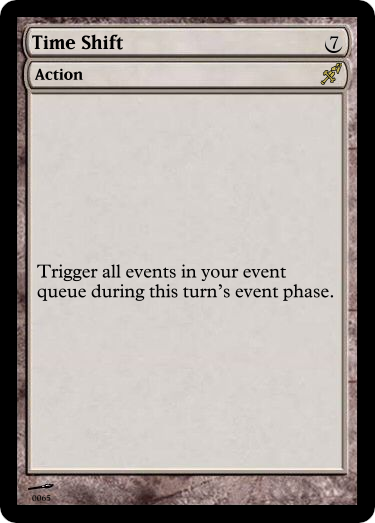 Time Shift 7
Action
Trigger all events in your event
queue during this turn's event phase.
0065